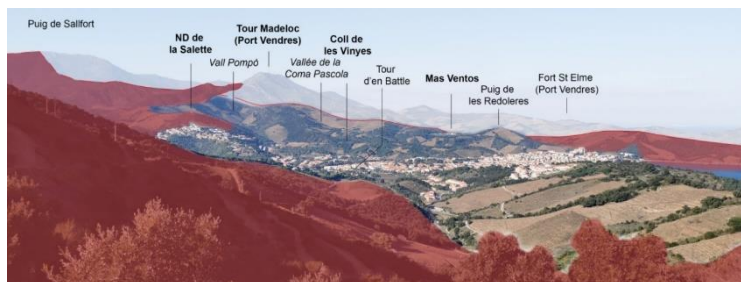 Puig de Sallfort
ND de
la Salette
Vall Pompò
Tour Madeloc
(Port Vendres)
Vallée de la
Coma Pascola
Coll de
les Vinyes
Tour
d'en Battle
Mas Ventos
Puig de
les Redoleres
Fort St Elme
(Port Vendres)